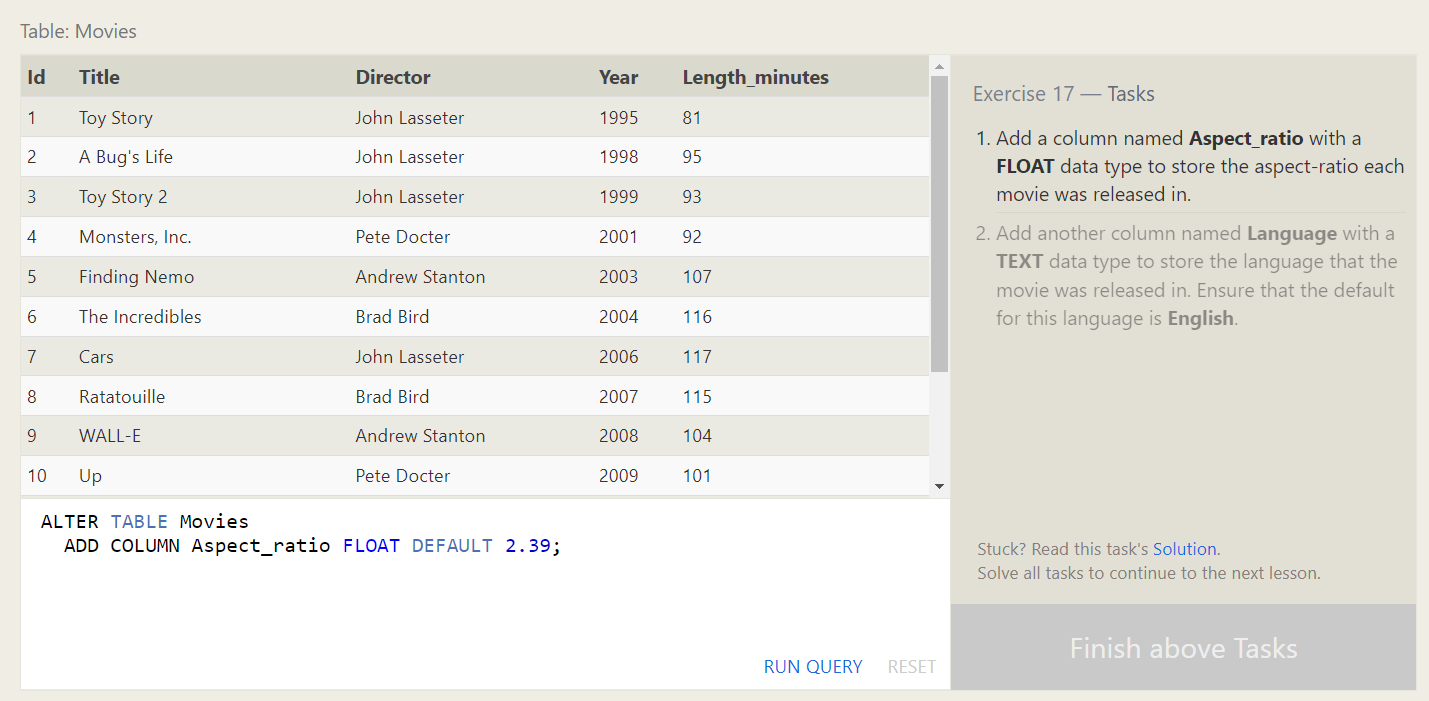 Table: Movies
Id Title Director Year Length_minutes
1 Toy Story John Lasseter 1995 81
2 A Bug's Life John Lasseter 1998 95
3 Toy Story 2 John Lasseter 1999 93
4 Monsters, Inc. Pete Docter 2001 92
5 Finding Nemo Andrew Stanton 2003 107
6 The Incredibles Brad Bird 2004 116
7 Cars John Lasseter 2006 117
8 Ratatouille Brad Bird 2007 115
9 WALL-E Andrew Stanton 2008 104
10 Up Pete Docter 2009 101
ALTER TABLE Movies
ADD COLUMN Aspect_ratio FLOAT DEFAULT 2.39;
RUN QUERY RESET
Exercise 17 — Tasks
1. Add a column named Aspect_ratio with a
FLOAT data type to store the aspect-ratio each
movie was released in.
2. Add another column named Language with a
TEXT data type to store the language that the
movie was released in. Ensure that the default
for this language is English.
Stuck? Read this task's Solution.
Solve all tasks to continue to the next lesson.
Finish above Tasks